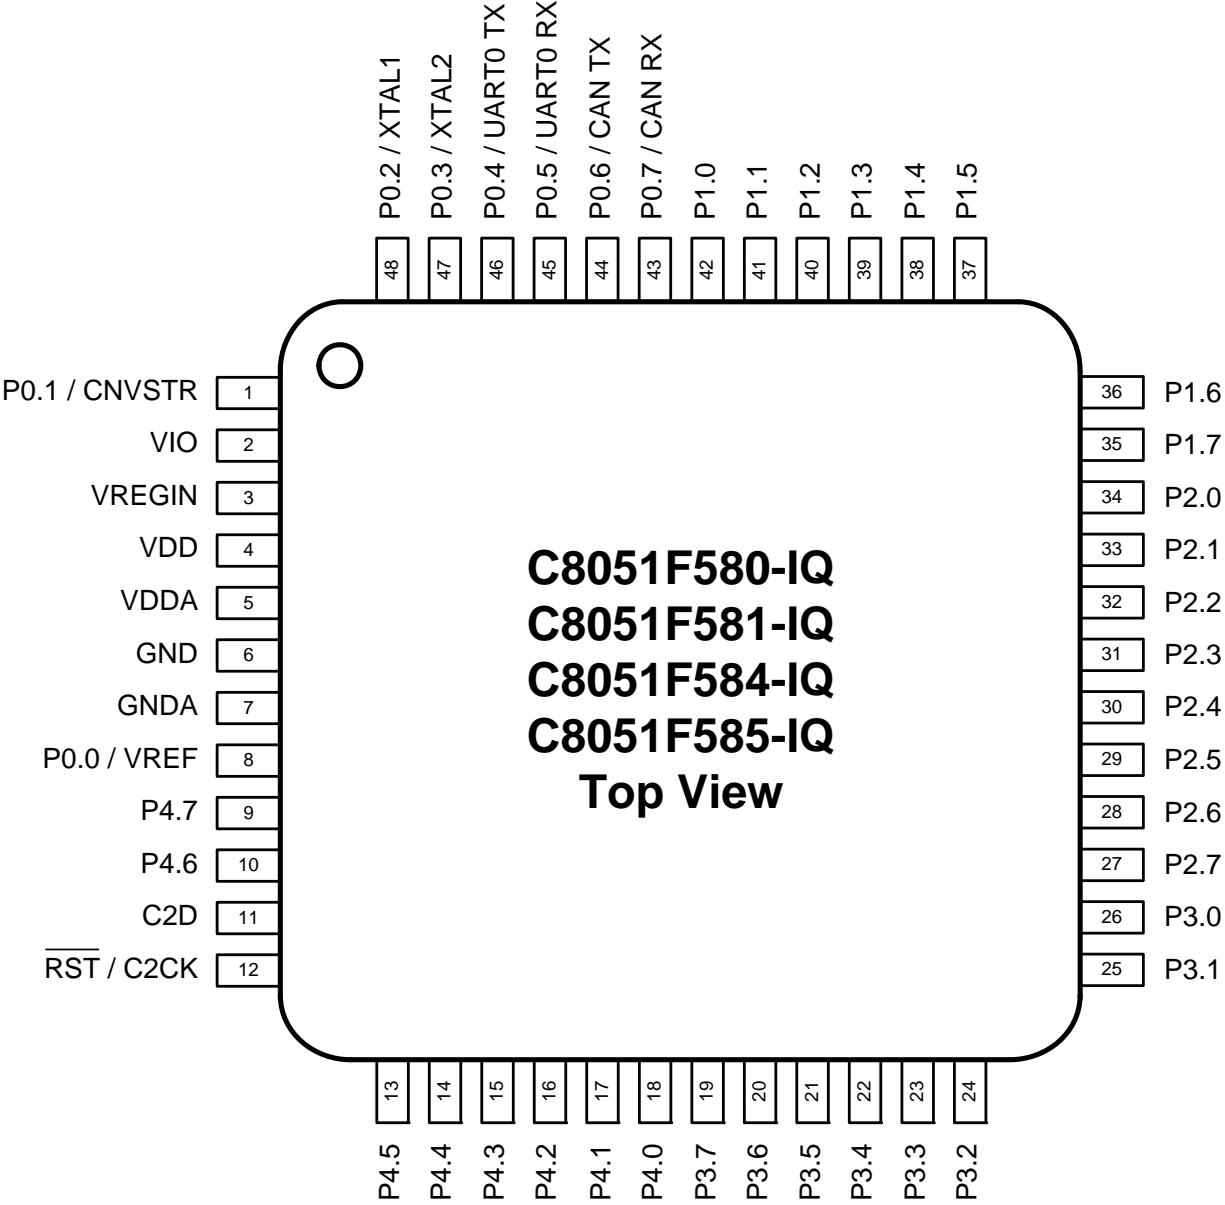 P0.2 / XTAL1
P0.3 / XTAL2
P0.4 / UART0 TX
P0.5 / UART0 RX
P0.6 / CAN TX
P0.7 / CAN RX
P1.0
P1.1
P1.2
P1.3
P1.4
P1.5
48
47
46
45
44
43
42
41
40
39
38
37
P0.1 / CNVSTR 1
VIO 2
VREGIN 3
VDD 4
VDDA 5
GND 6
GNDA 7
P0.0 / VREF 8
P4.7 9
P4.6 10
C2D 11
RST / C2CK 12
C8051F580-IQ
C8051F581-IQ
C8051F584-IQ
C8051F585-IQ
Top View
36 P1.6
35 P1.7
34 P2.0
33 P2.1
32 P2.2
31 P2.3
30 P2.4
29 P2.5
28 P2.6
27 P2.7
26 P3.0
25 P3.1
13
14
15
16
17
18
19
20
21
22
23
24
P4.5
P4.4
P4.3
P4.2
P4.1
P4.0
P3.7
P3.6
P3.5
P3.4
P3.3
P3.2